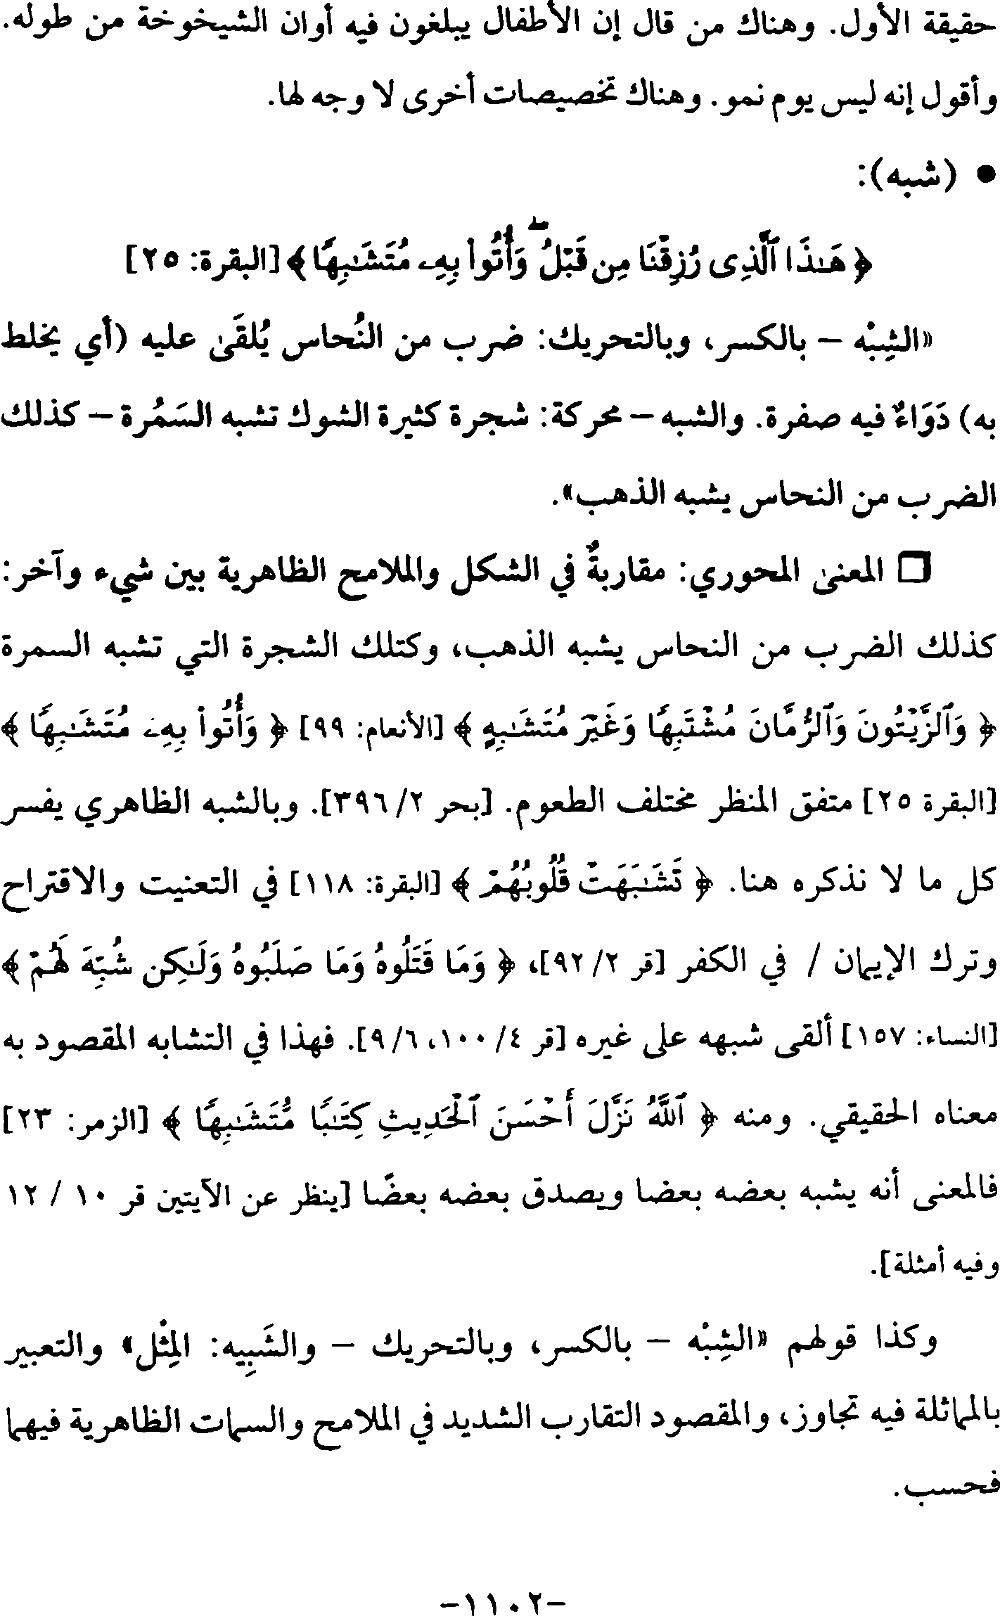 حقيقة الأول. وهناك من قال إن الأطفال يبلغون فيه أوان الشيخوخة من طوله.
وأقول إنه ليس يوم نمو. وهناك تخصيصات أخرى لا وجه لها.
● (شبه):
﴿ هَـٰذَا ٱلَّذِى رُزِقْنَا مِن قَبْلُ ۖ وَأُتُوا۟ بِهِۦ مُتَشَـٰبِهًا ﴾ [البقرة: ٢٥]
«الشِبْه – بالكسر، وبالتحريك: ضرب من النُحاس يُلقَىٰ عليه (أي يخلط
به) دَوَاءٌ فيه صفرة. والشبه – محركة: شجرة كثيرة الشوك تشبه السَمُرة – كذلك
الضرب من النحاس يشبه الذهب».
❒ المعنىٰ المحوري: مقاربةٌ في الشكل والملامح الظاهرية بين شيء وآخر:
كذلك الضرب من النحاس يشبه الذهب، وكتلك الشجرة التي تشبه السمرة
﴿ وَٱلزَّيْتُونَ وَٱلرُّمَّانَ مُشْتَبِهًا وَغَيْرَ مُتَشَـٰبِهٍ ﴾ [الأنعام: ٩٩] ﴿ وَأُتُوا۟ بِهِۦ مُتَشَـٰبِهًا ﴾
[البقرة ٢٥] متفق المنظر مختلف الطعوم. [بحر ٢/ ٣٩٦]. وبالشبه الظاهري يفسر
كل ما لا نذكره هنا. ﴿ تَشَـٰبَهَتْ قُلُوبُهُمْ ﴾ [البقرة: ١١٨] في التعنيت والاقتراح
وترك الإيمان / في الكفر [قر ٢/ ٩٢]، ﴿ وَمَا قَتَلُوهُ وَمَا صَلَبُوهُ وَلَـٰكِن شُبِّهَ لَهُمْ ﴾
[النساء: ١٥٧] ألقى شبهه على غيره [قر ٤/ ١٠٠، ٦/ ٩]. فهذا في التشابه المقصود به
معناه الحقيقي. ومنه ﴿ ٱللَّهُ نَزَّلَ أَحْسَنَ ٱلْحَدِيثِ كِتَـٰبًا مُّتَشَـٰبِهًا ﴾ [الزمر: ٢٣]
فالمعنى أنه يشبه بعضه بعضا ويصدق بعضه بعضًا [ينظر عن الآيتين قر ١٠ / ١٢
وفيه أمثلة].
وكذا قولهم «الشِبْه – بالكسر، وبالتحريك – والشَبِيه: المِثْل» والتعبير
بالمماثلة فيه تجاوز، والمقصود التقارب الشديد في الملامح والسمات الظاهرية فيهما
فحسب.
-١١٠٢-